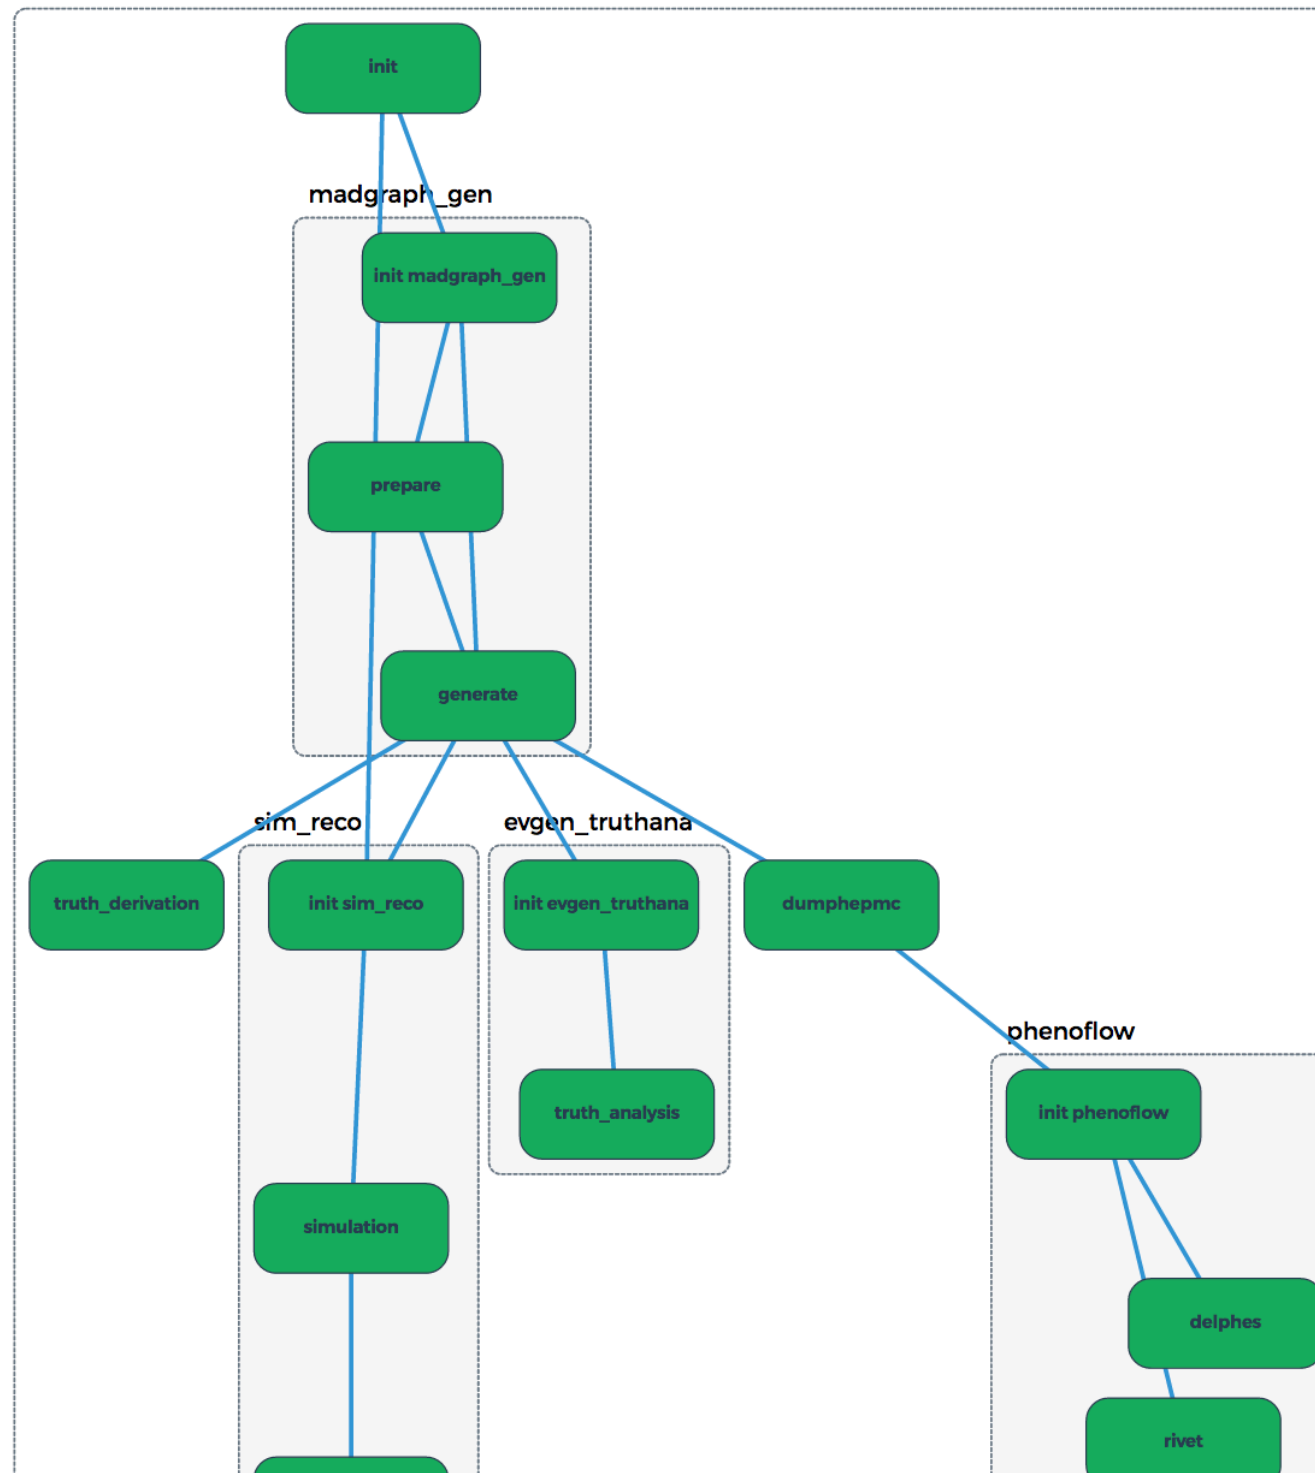 init
madgraph_gen
init madgraph_gen
prepare
generate
sim_reco
evgen_truthana
truth_derivation
init sim_reco
init evgen_truthana
dumphepmc
phenoflow
init phenoflow
truth_analysis
simulation
delphes
rivet